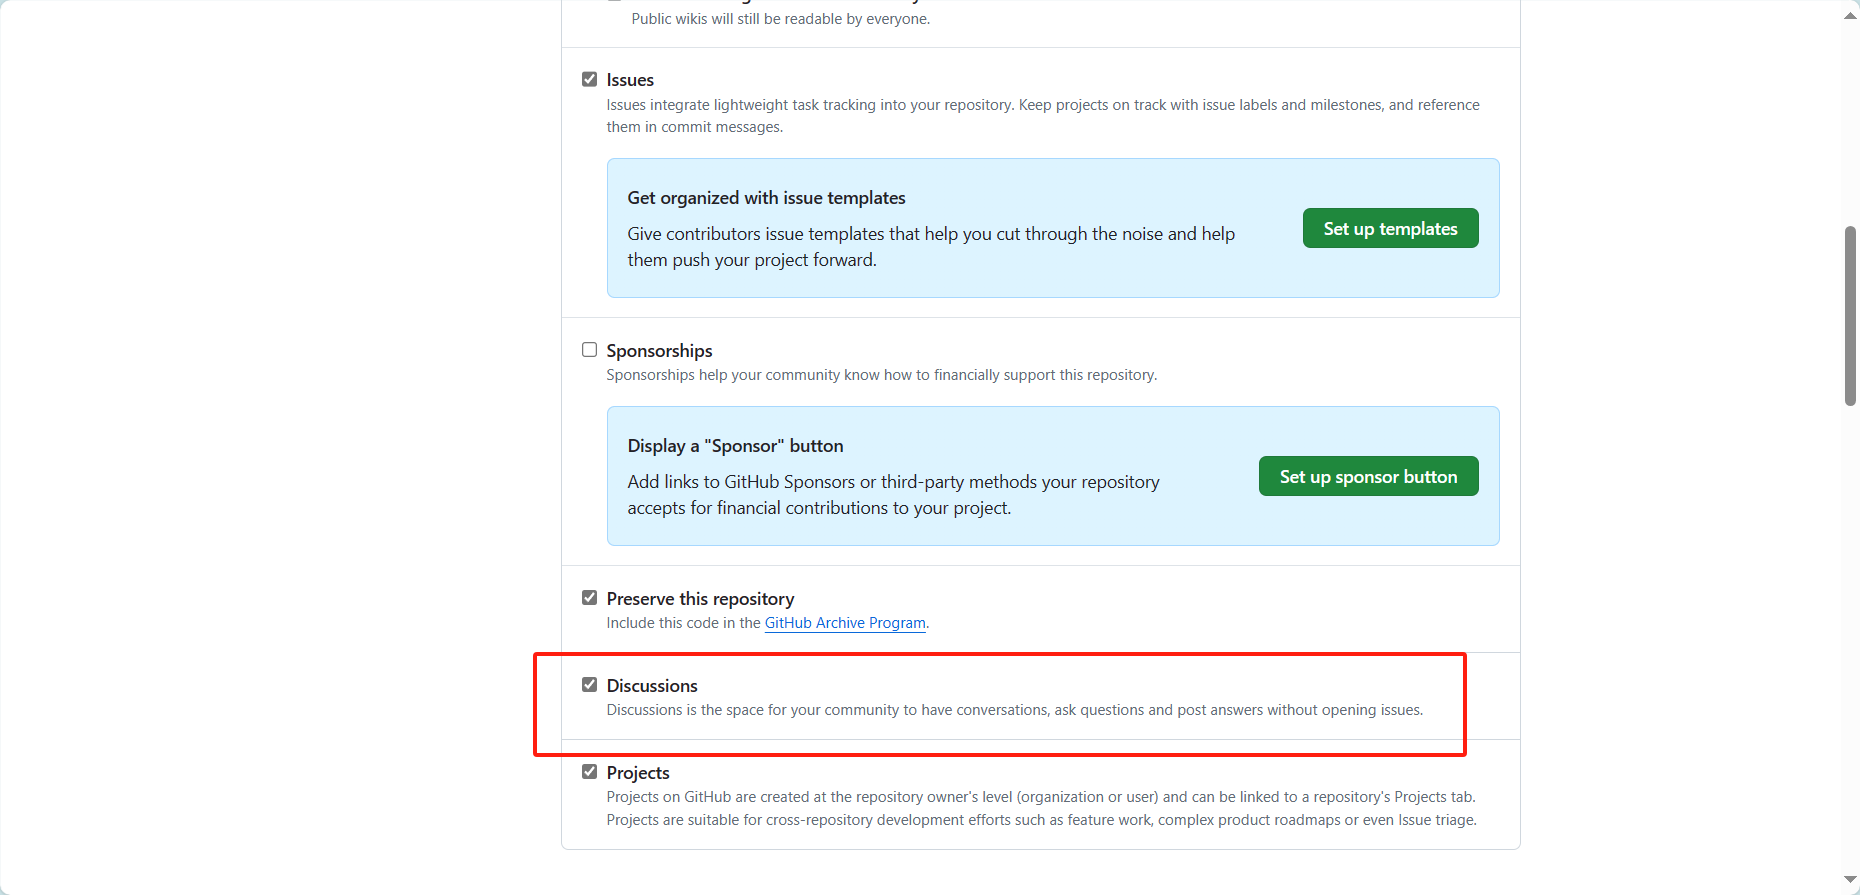 Public wikis will still be readable by everyone.
Issues
Issues integrate lightweight task tracking into your repository. Keep projects on track with issue labels and milestones, and reference
them in commit messages.
Get organized with issue templates
Give contributors issue templates that help you cut through the noise and help
them push your project forward.
Set up templates
Sponsorships
Sponsorships help your community know how to financially support this repository.
Display a "Sponsor" button
Add links to GitHub Sponsors or third-party methods your repository
accepts for financial contributions to your project.
Set up sponsor button
Preserve this repository
Include this code in the GitHub Archive Program.
Discussions
Discussions is the space for your community to have conversations, ask questions and post answers without opening issues.
Projects
Projects on GitHub are created at the repository owner's level (organization or user) and can be linked to a repository's Projects tab.
Projects are suitable for cross-repository development efforts such as feature work, complex product roadmaps or even Issue triage.